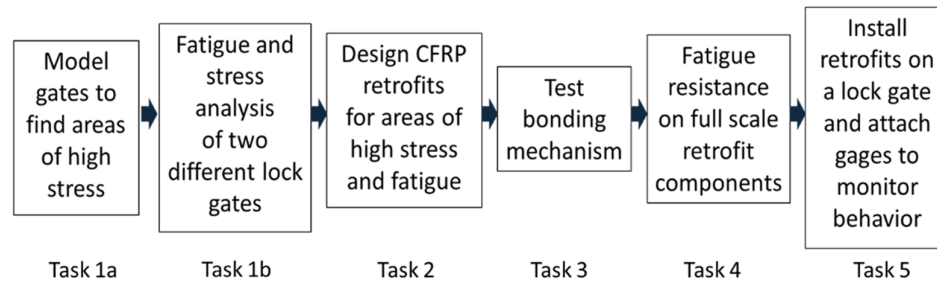 Model
gates to
find areas
of high
stress
Fatigue and
stress
analysis
of two
different lock
gates
Design CFRP
retrofits
for areas of
high stress
and fatigue
Test
bonding
mechanism
Fatigue
resistance
on full scale
retrofit
components
Install
retrofits on
a lock gate
and attach
gages to
monitor
behavior
Task 1a
Task 1b
Task 2
Task 3
Task 4
Task 5